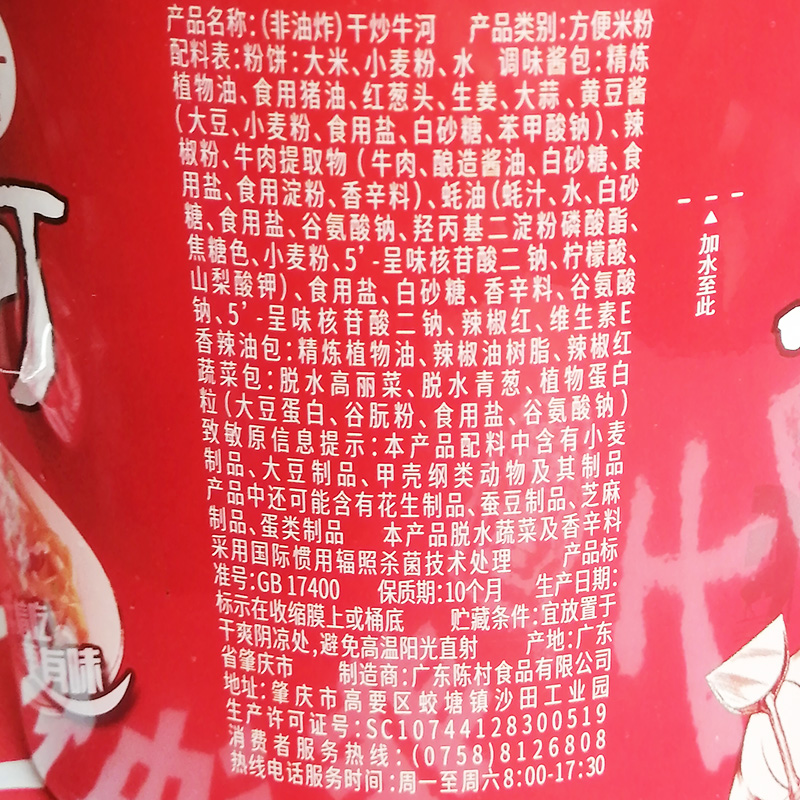 产品名称:(非油炸)干炒牛河 产品类别:方便米粉
配料表:粉饼:大米、小麦粉、水 调味酱包:精炼
植物油、食用猪油、红葱头、生姜、大蒜、黄豆酱
(大豆、小麦粉、食用盐、白砂糖、苯甲酸钠)、辣
椒粉、牛肉提取物(牛肉、酿造酱油、白砂糖、食
用盐、食用淀粉、香辛料)、蚝油(蚝汁、水、白砂
糖、食用盐、谷氨酸钠、羟丙基二淀粉磷酸酯、
焦糖色、小麦粉、5'-呈味核苷酸二钠、柠檬酸、
山梨酸钾)、食用盐、白砂糖、香辛料、谷氨酸
钠、5'-呈味核苷酸二钠、辣椒红、维生素E
香辣油包:精炼植物油、辣椒油树脂、辣椒红
蔬菜包:脱水高丽菜、脱水青葱、植物蛋白
粒(大豆蛋白、谷朊粉、食用盐、谷氨酸钠)
致敏原信息提示:本产品配料中含有小麦
制品、大豆制品、甲壳纲类动物及其制品
产品中还可能含有花生制品、蚕豆制品、芝麻
制品、蛋类制品 本产品脱水蔬菜及香辛料
采用国际惯用辐照杀菌技术处理 产品标
准号:GB 17400 保质期:10个月 生产日期:
标示在收缩膜上或桶底 贮藏条件:宜放置于
干爽阴凉处,避免高温阳光直射 产地:广东
省肇庆市 制造商:广东陈村食品有限公司
地址:肇庆市高要区蛟塘镇沙田工业园
生产许可证号:SC10744128300519
消费者服务热线:(0758)8126808
热线电话服务时间:周一至周六8:00-17:30
加水至此
有味